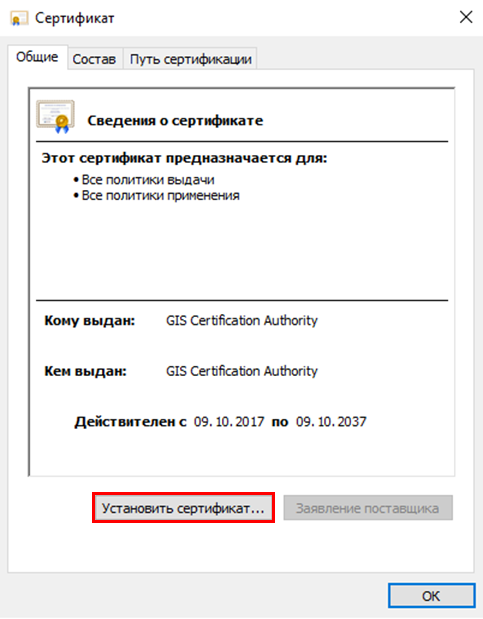 Сертификат
Общие Состав Путь сертификации
Сведения о сертификате
Этот сертификат предназначается для:
• Все политики выдачи
• Все политики применения
Кому выдан: GIS Certification Authority
Кем выдан: GIS Certification Authority
Действителен с 09.10.2017 по 09.10.2037
Установить сертификат... Заявление поставщика
ОК